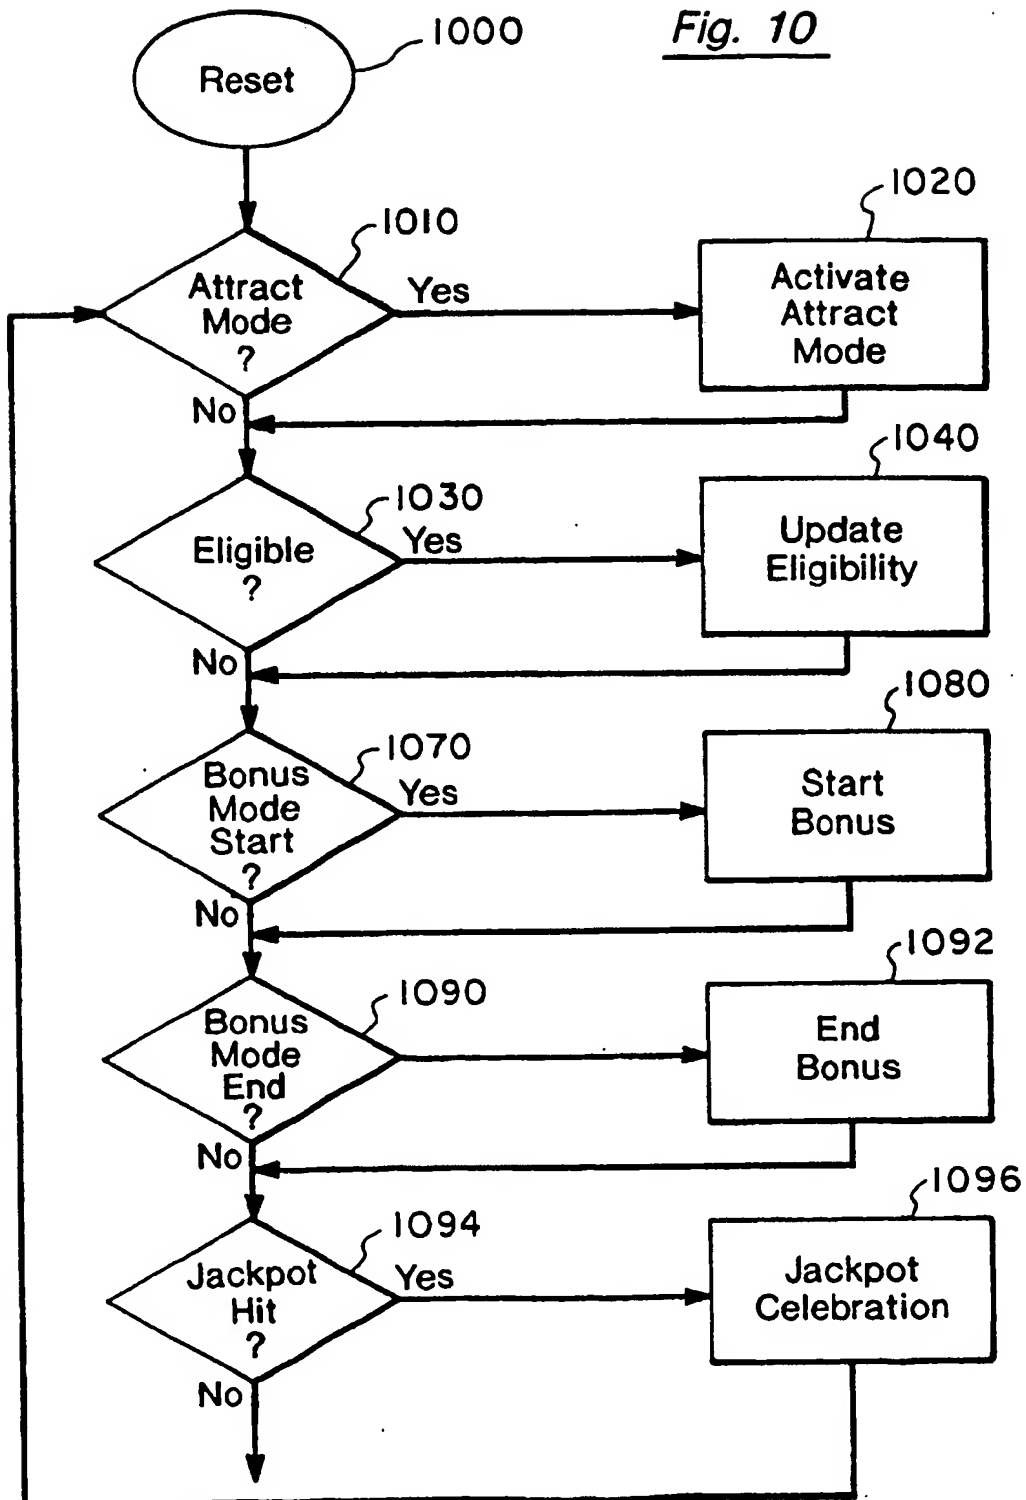 Fig. 10
1000
Reset
1010
Attract
Mode
?
Yes
No
1020
Activate
Attract
Mode
1030
Eligible
?
Yes
No
1040
Update
Eligibility
1070
Bonus
Mode
Start
?
Yes
No
1080
Start
Bonus
1090
Bonus
Mode
End
?
No
1092
End
Bonus
1094
Jackpot
Hit
?
Yes
No
1096
Jackpot
Celebration